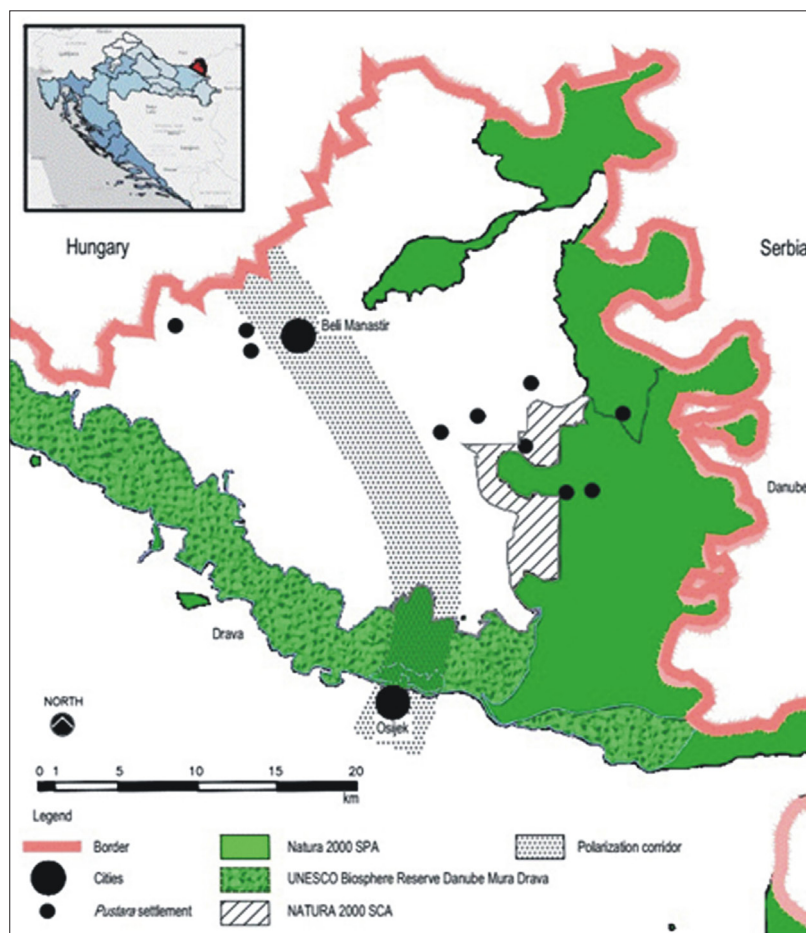 Hungary
Serbia
Beli Manastir
Danube
Drava
NORTH
Osijek
0 1 5 10 15 20
km
Legend
Border
Natura 2000 SPA
Polarization corridor
Cities
UNESCO Biosphere Reserve Danube Mura Drava
Pustara settlement
NATURA 2000 SCA